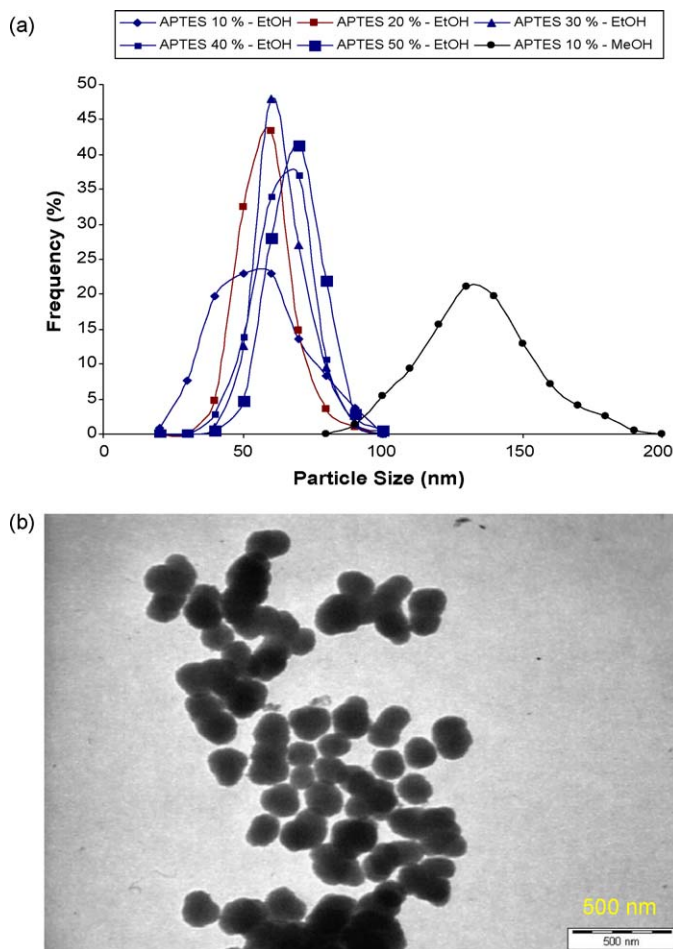 (a)
APTES 10 % - EtOH APTES 20 % - EtOH APTES 30 % - EtOH
APTES 40 % - EtOH APTES 50 % - EtOH APTES 10 % - MeOH
50
45
40
35
30
25
20
15
10
5
0
Frequency (%)
0 50 100 150 200
Particle Size (nm)
(b)
500 nm
500 nm